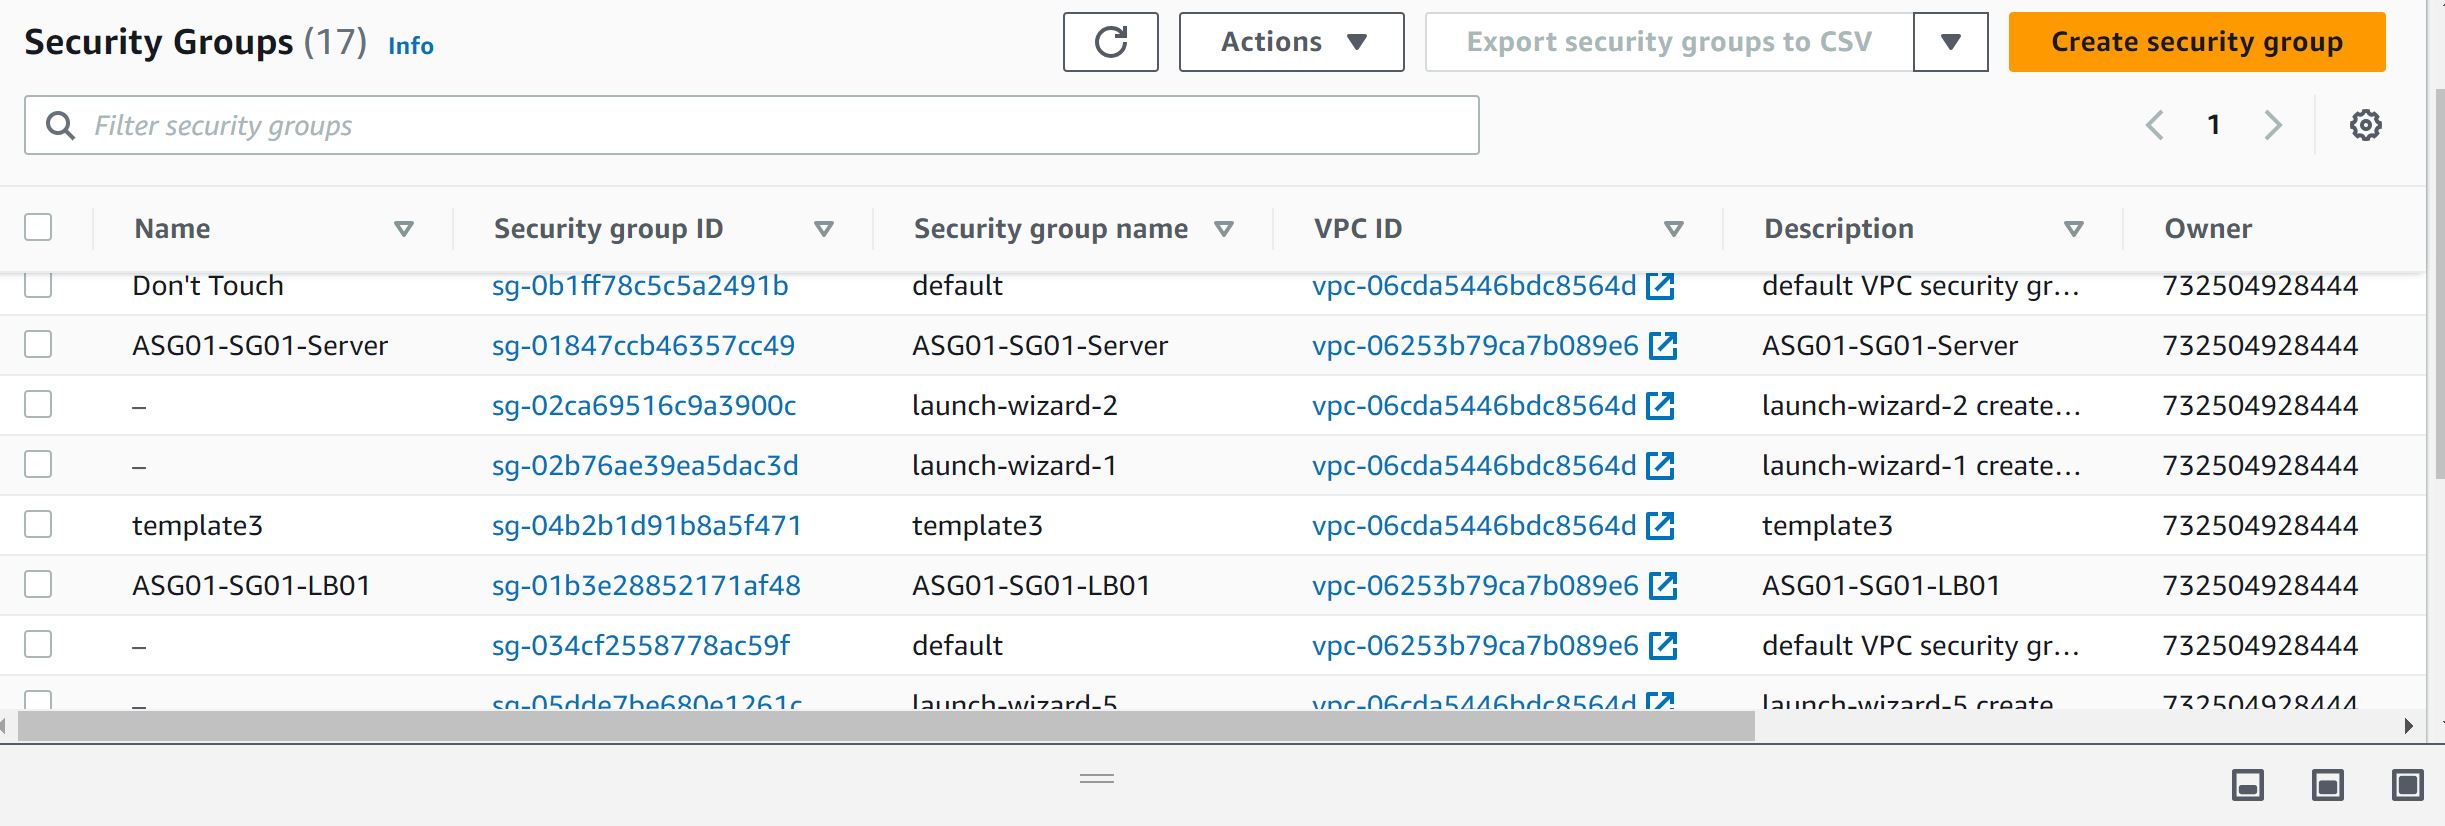 Security Groups (17) Info
Actions
Export security groups to CSV
Create security group
Filter security groups
1
Name Security group ID Security group name VPC ID Description Owner
Don't Touch sg-0b1ff78c5c5a2491b default vpc-06cda5446bdc8564d default VPC security gr... 732504928444
ASG01-SG01-Server sg-01847ccb46357cc49 ASG01-SG01-Server vpc-06253b79ca7b089e6 ASG01-SG01-Server 732504928444
– sg-02ca69516c9a3900c launch-wizard-2 vpc-06cda5446bdc8564d launch-wizard-2 create... 732504928444
– sg-02b76ae39ea5dac3d launch-wizard-1 vpc-06cda5446bdc8564d launch-wizard-1 create... 732504928444
template3 sg-04b2b1d91b8a5f471 template3 vpc-06cda5446bdc8564d template3 732504928444
ASG01-SG01-LB01 sg-01b3e28852171af48 ASG01-SG01-LB01 vpc-06253b79ca7b089e6 ASG01-SG01-LB01 732504928444
– sg-034cf2558778ac59f default vpc-06253b79ca7b089e6 default VPC security gr... 732504928444
– sg-05dde7be680e1261c launch-wizard-5 vpc-06cda5446bdc8564d launch-wizard-5 create 732504928444